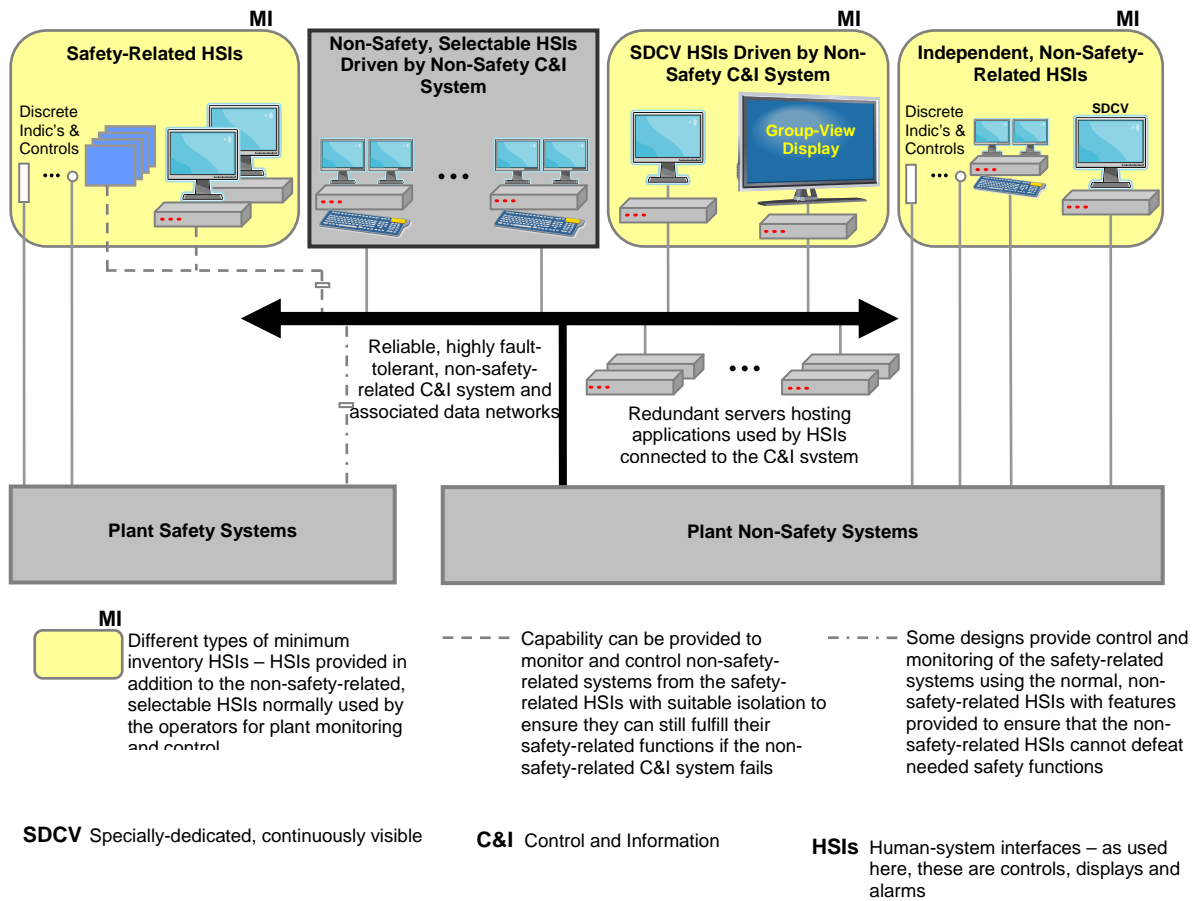 MI
Safety-Related HSIs
Discrete
Indic's &
Controls
•••
Non-Safety, Selectable HSIs
Driven by Non-Safety C&I
System
•••
MI
SDCV HSIs Driven by Non-
Safety C&I System
Group-View
Display
MI
Independent, Non-Safety-
Related HSIs
Discrete
Indic's &
Controls
•••
SDCV
Reliable, highly fault-
tolerant, non-safety-
related C&I system and
associated data networks
•••
Redundant servers hosting
applications used by HSIs
connected to the C&I system
Plant Safety Systems
Plant Non-Safety Systems
MI
Different types of minimum
inventory HSIs – HSIs provided in
addition to the non-safety-related,
selectable HSIs normally used by
the operators for plant monitoring
and control
Capability can be provided to
monitor and control non-safety-
related systems from the safety-
related HSIs with suitable isolation to
ensure they can still fulfill their
safety-related functions if the non-
safety-related C&I system fails
Some designs provide control and
monitoring of the safety-related
systems using the normal, non-
safety-related HSIs with features
provided to ensure that the non-
safety-related HSIs cannot defeat
needed safety functions
SDCV Specially-dedicated, continuously visible
C&I Control and Information
HSIs Human-system interfaces – as used
here, these are controls, displays and
alarms